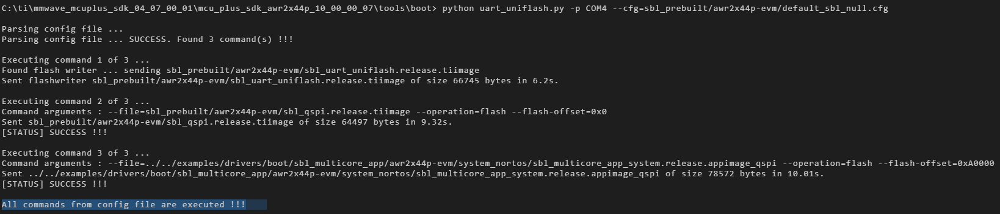 C:\ti\mmwave_mcuplus_sdk_04_07_00_01\mcu_plus_sdk_awr2x44p_10_00_00_07\tools\boot> python uart_uniflash.py -p COM4 --cfg=sbl_prebuilt/awr2x44p-evm/default_sbl_null.cfg
Parsing config file ...
Parsing config file ... SUCCESS. Found 3 command(s) !!!
Executing command 1 of 3 ...
Found flash writer ... sending sbl_prebuilt/awr2x44p-evm/sbl_uart_uniflash.release.tiimage
Sent flashwriter sbl_prebuilt/awr2x44p-evm/sbl_uart_uniflash.release.tiimage of size 66745 bytes in 6.2s.
Executing command 2 of 3 ...
Command arguments : --file=sbl_prebuilt/awr2x44p-evm/sbl_qspi.release.tiimage --operation=flash --flash-offset=0x0
Sent sbl_prebuilt/awr2x44p-evm/sbl_qspi.release.tiimage of size 64497 bytes in 9.32s.
[STATUS] SUCCESS !!!
Executing command 3 of 3 ...
Command arguments : --file=../../examples/drivers/boot/sbl_multicore_app/awr2x44p-evm/system_nortos/sbl_multicore_app_system.release.appimage_qspi --operation=flash --flash-offset=0xA0000
Sent ../../examples/drivers/boot/sbl_multicore_app/awr2x44p-evm/system_nortos/sbl_multicore_app_system.release.appimage_qspi of size 78572 bytes in 10.01s.
[STATUS] SUCCESS !!!
All commands from config file are executed !!!